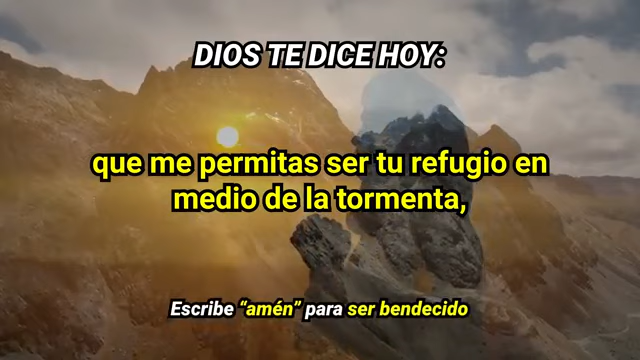 DIOS TE DICE HOY:
que me permitas ser tu refugio en
medio de la tormenta,
Escribe “amén” para ser bendecido